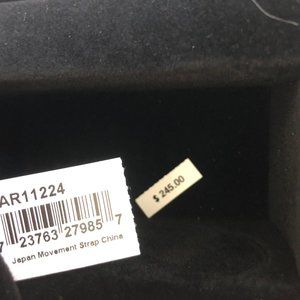 AR11224
$ 245.00
7 23763 27985 7
Japan Movement Strap China